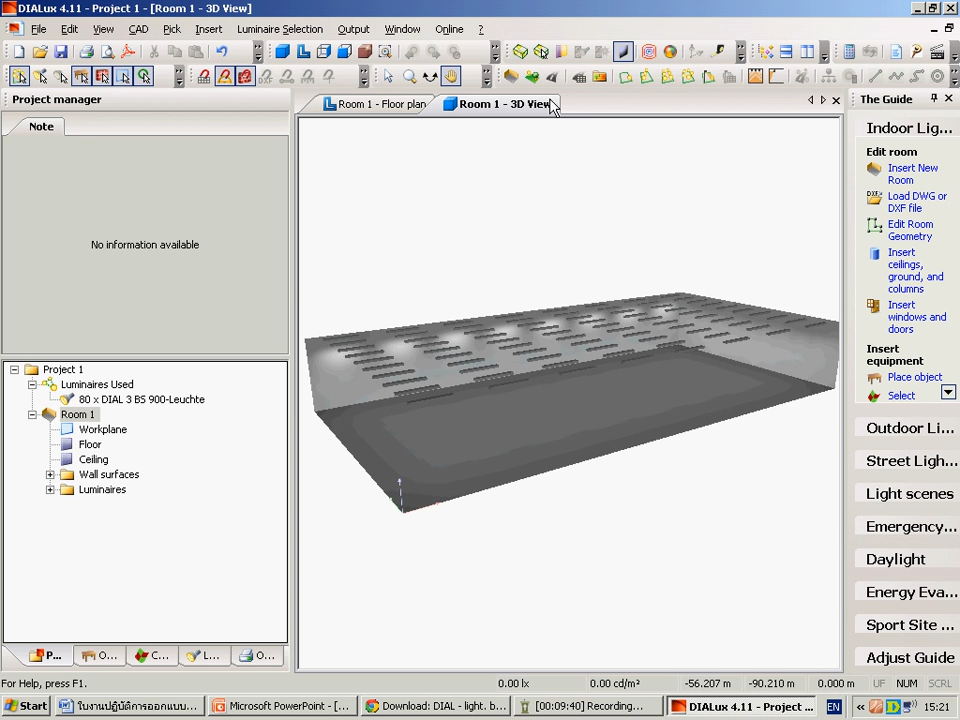 DIALux 4.11 - Project 1 - [Room 1 - 3D View]
File Edit View CAD Pick Insert Luminaire Selection Output Window Online ?
Project manager
Note
No information available
Project 1
Luminaires Used
80 x DIAL 3 BS 900-Leuchte
Room 1
Workplane
Floor
Ceiling
Wall surfaces
Luminaires
P... O... C... L... O...
Room 1 - Floor plan Room 1 - 3D View
The Guide
Indoor Lig...
Edit room
Insert New
Room
Load DWG or
DXF file
Edit Room
Geometry
Insert
ceilings,
ground, and
columns
Insert
windows and
doors
Insert
equipment
Place object
Select
Outdoor Li...
Street Ligh...
Light scenes
Emergency...
Daylight
Energy Eva...
Sport Site ...
Adjust Guide
For Help, press F1. 0.00 lx 0.00 cd/m² -56.207 m -90.210 m 0.000 m UF NUM SCRL
Start ใบงานปฏิบัติการออกแบบ... Microsoft PowerPoint - [... Download: DIAL - light. b... [00:09:40] Recording... DIALux 4.11 - Project ... EN « 15:21